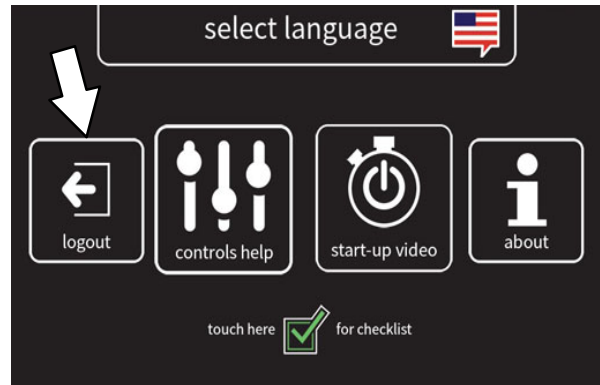 select language
logout
controls help
start-up video
about
touch here
for checklist